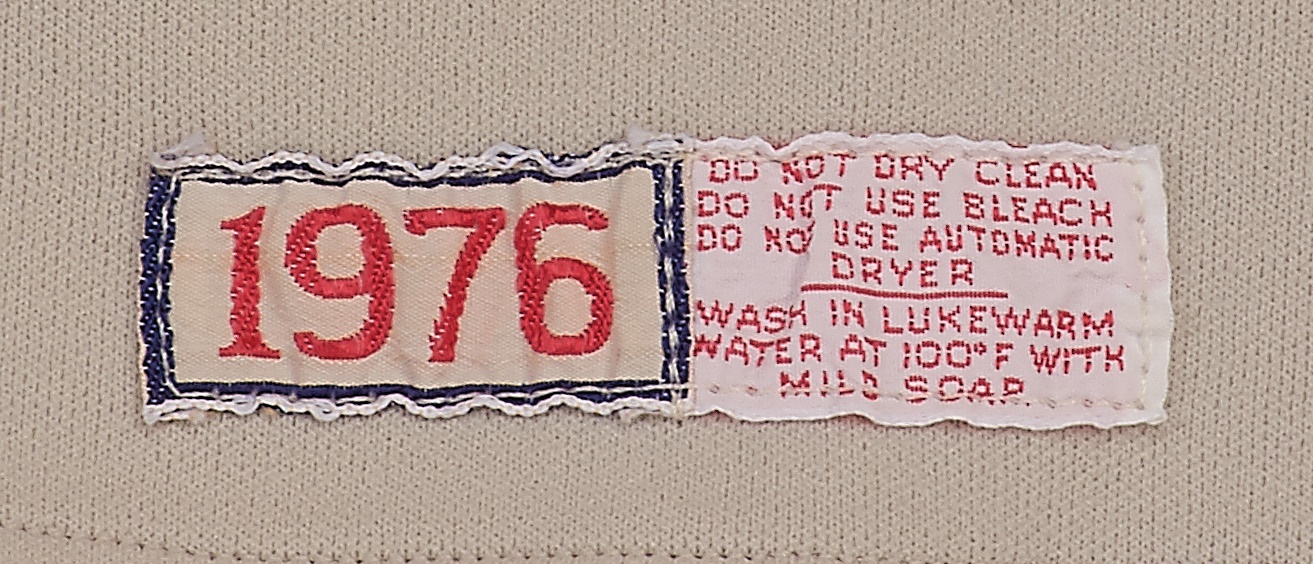 1976
DO NOT DRY CLEAN
DO NOT USE BLEACH
DO NOT USE AUTOMATIC
DRYER
WASH IN LUKEWARM
WATER AT 100°F WITH
MILD SOAP.